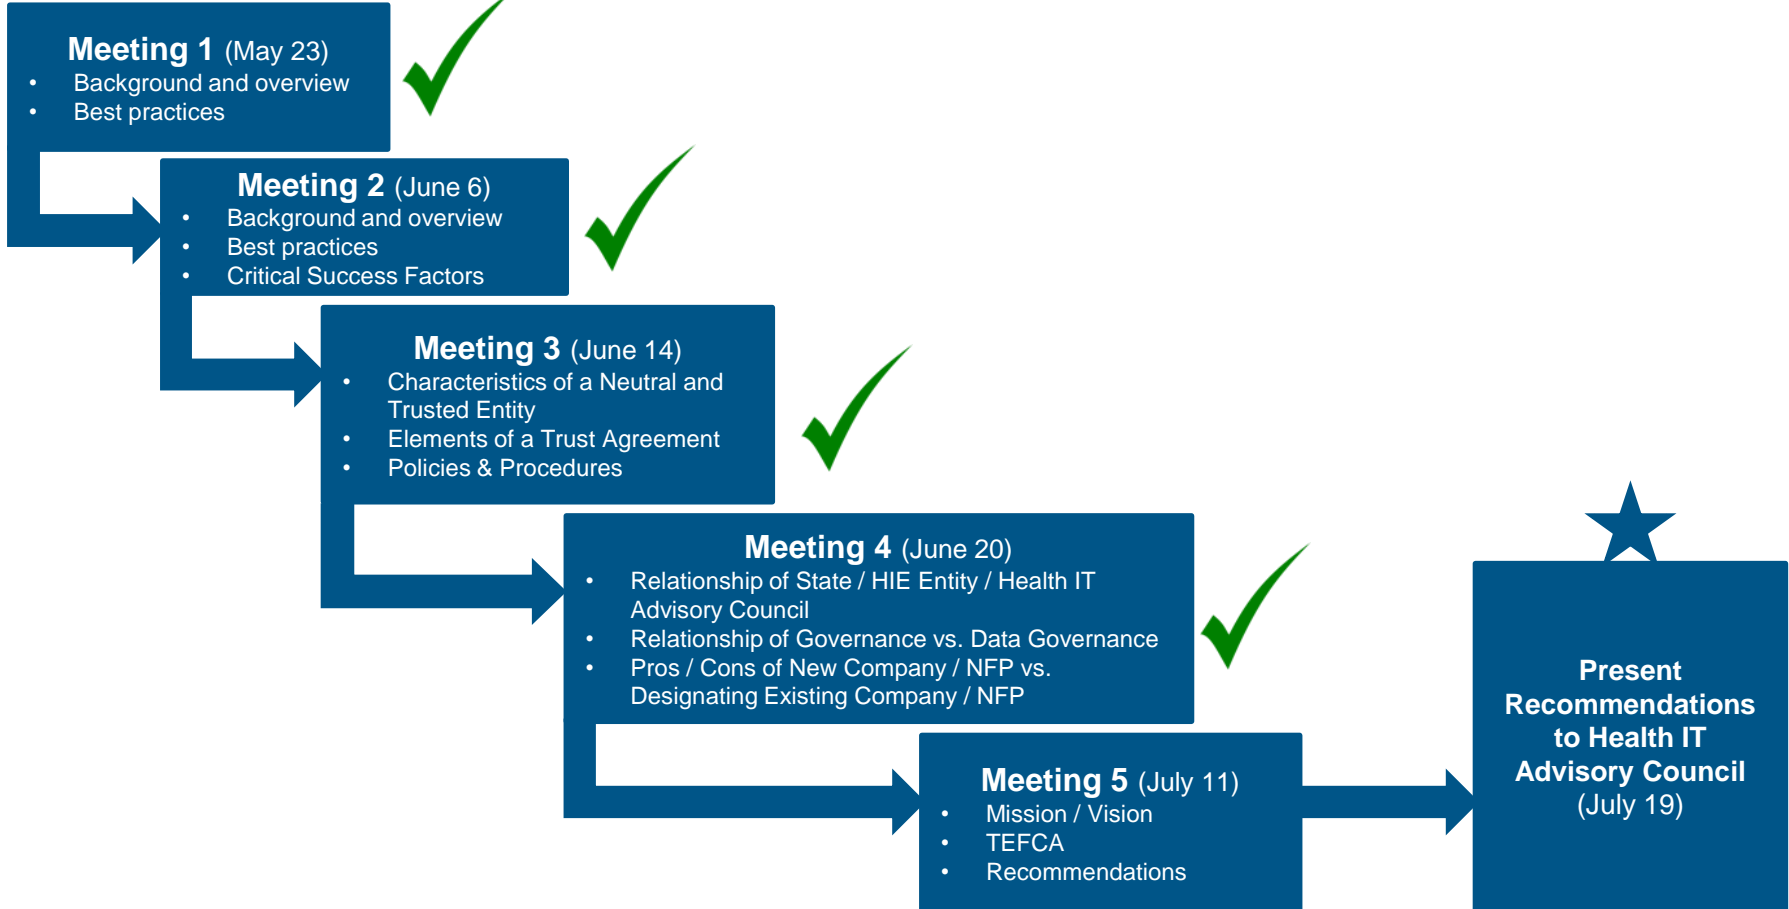 Meeting 1 (May 23)
• Background and overview
• Best practices
Meeting 2 (June 6)
• Background and overview
• Best practices
• Critical Success Factors
Meeting 3 (June 14)
• Characteristics of a Neutral and
Trusted Entity
• Elements of a Trust Agreement
• Policies & Procedures
Meeting 4 (June 20)
• Relationship of State / HIE Entity / Health IT
Advisory Council
• Relationship of Governance vs. Data Governance
• Pros / Cons of New Company / NFP vs.
Designating Existing Company / NFP
Meeting 5 (July 11)
• Mission / Vision
• TEFCA
• Recommendations
Present
Recommendations
to Health IT
Advisory Council
(July 19)